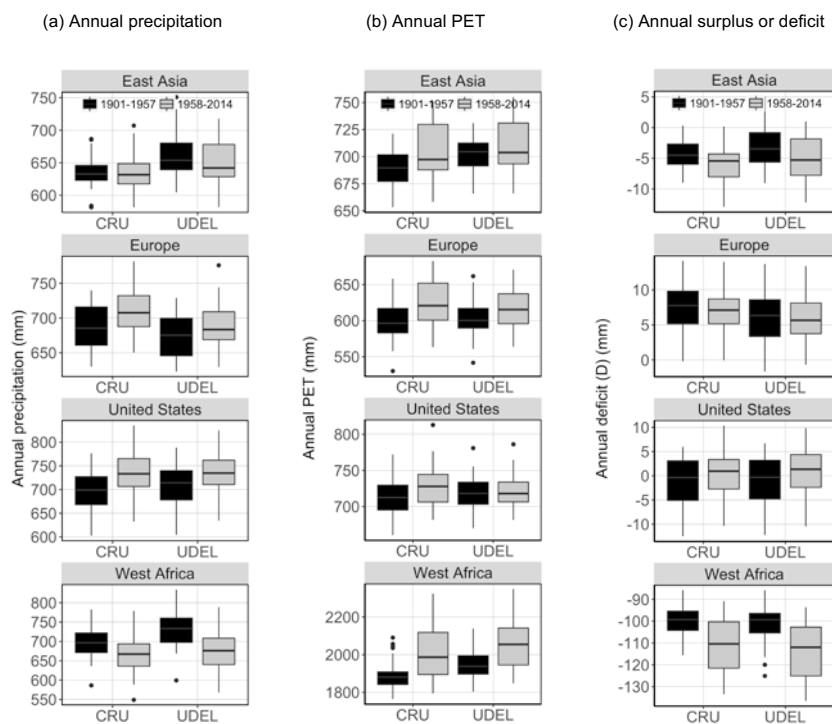 (a) Annual precipitation
(b) Annual PET
(c) Annual surplus or deficit
Annual precipitation (mm)
East Asia
1901-1957 1958-2014
750
700
650
600
CRU UDEL
Europe
750
700
650
CRU UDEL
United States
800
750
700
650
600
CRU UDEL
West Africa
800
750
700
650
600
550
CRU UDEL
Annual PET (mm)
East Asia
1901-1957 1958-2014
750
725
700
675
650
CRU UDEL
Europe
650
600
550
CRU UDEL
United States
800
750
700
CRU UDEL
West Africa
2200
2000
1800
CRU UDEL
Annual deficit (D) (mm)
East Asia
1901-1957 1958-2014
5
0
-5
-10
CRU UDEL
Europe
10
5
0
CRU UDEL
United States
10
5
0
-5
-10
CRU UDEL
West Africa
-90
-100
-110
-120
-130
CRU UDEL